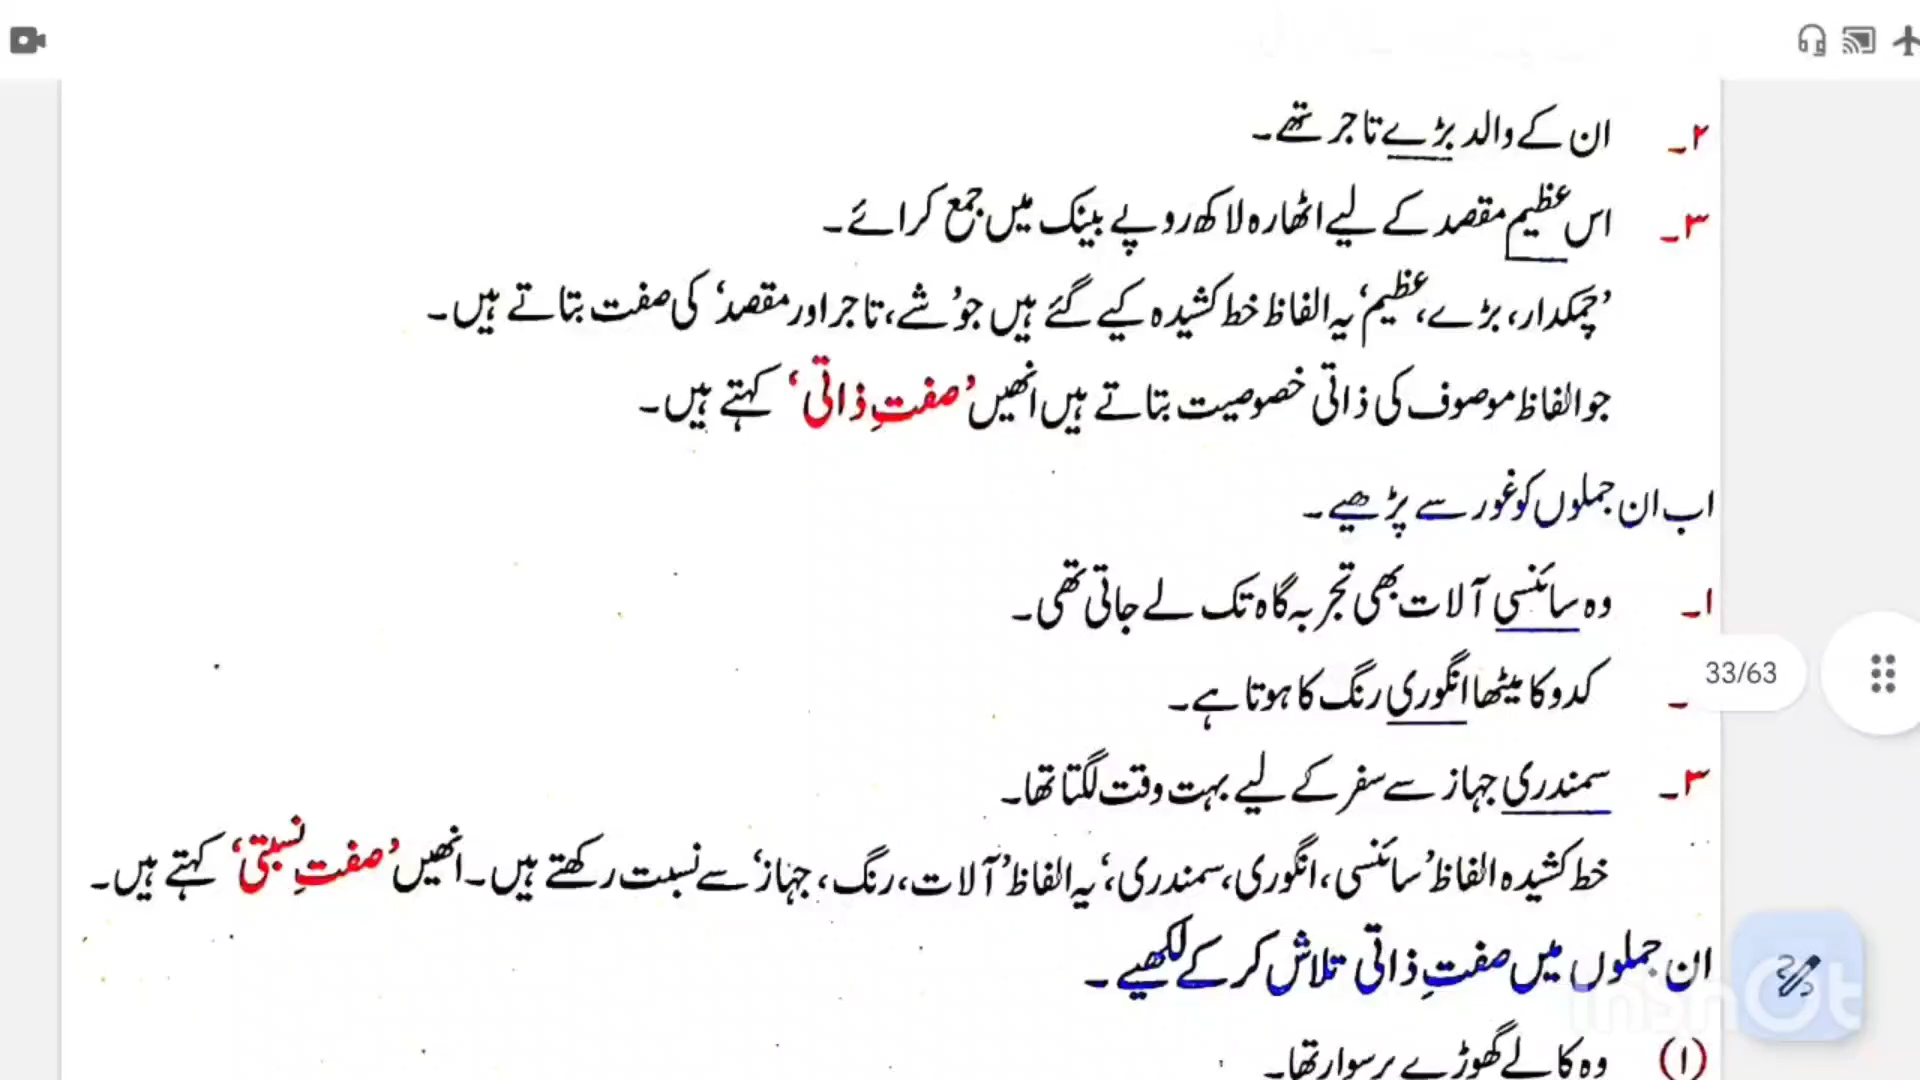 ۲۔ ان کے والد بڑے تاجر تھے۔
۳۔ اس عظیم مقصد کے لیے اٹھارہ لاکھ روپے بینک میں جمع کرائے۔
’چمکدار، بڑے، عظیم‘ یہ الفاظ خط کشیدہ کیے گئے ہیں جو ’شے، تاجر اور مقصد‘ کی صفت بتاتے ہیں۔
جو الفاظ موصوف کی ذاتی خصوصیت بتاتے ہیں انھیں ’صفتِ ذاتی‘ کہتے ہیں۔
اب ان جملوں کو غور سے پڑھیے۔
۱۔ وہ سائنسی آلات بھی تجربہ گاہ تک لے جاتی تھی۔
کدو کا بیٹھا انگوری رنگ کا ہوتا ہے۔
33/63
۳۔ سمندری جہاز سے سفر کے لیے بہت وقت لگتا تھا۔
خط کشیدہ الفاظ ’سائنسی، انگوری، سمندری،‘ یہ الفاظ ’آلات، رنگ، جہاز‘ سے نسبت رکھتے ہیں۔ انھیں ’صفتِ نسبتی‘ کہتے ہیں۔
ان جملوں میں صفتِ ذاتی تلاش کر کے لکھیے۔
InShOt
(۱) وہ کالے گھوڑے پر سوار تھا۔